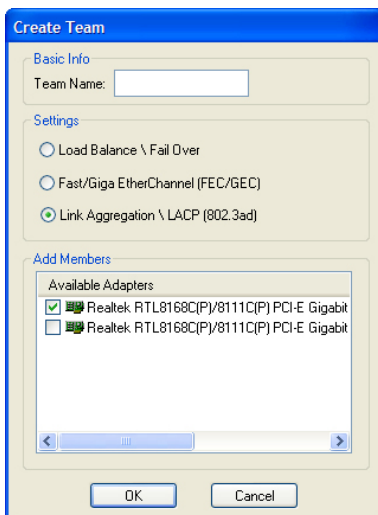 Create Team
Basic Info
Team Name:
Settings
Load Balance \ Fail Over
Fast/Giga EtherChannel (FEC/GEC)
Link Aggregation \ LACP (802.3ad)
Add Members
Available Adapters
Realtek RTL8168C(P)/8111C(P) PCI-E Gigabit
Realtek RTL8168C(P)/8111C(P) PCI-E Gigabit
OK Cancel